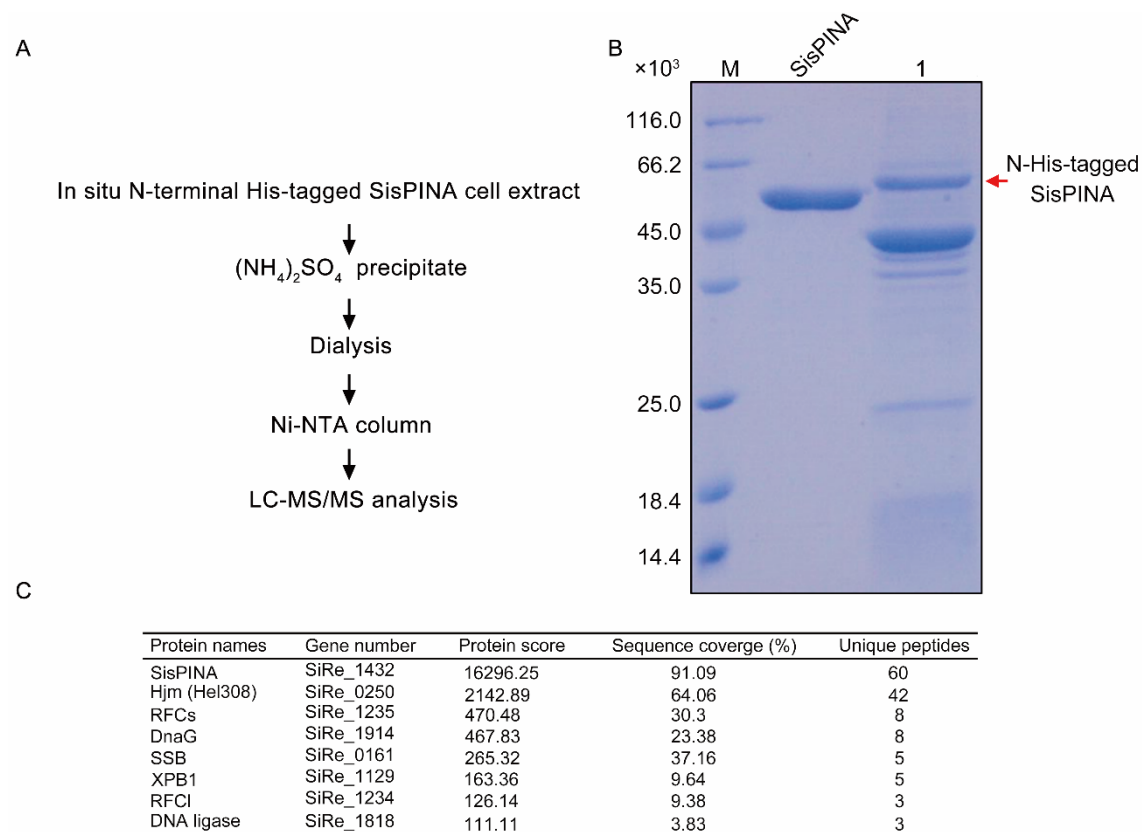 A
In situ N-terminal His-tagged SisPINA cell extract
(NH₄)₂SO₄ precipitate
Dialysis
Ni-NTA column
LC-MS/MS analysis
B
×10³ M SisPINA 1
116.0
66.2
45.0
35.0
25.0
18.4
14.4
N-His-tagged
SisPINA
C
Protein names Gene number Protein score Sequence coverge (%) Unique peptides
SisPINA SiRe_1432 16296.25 91.09 60
Hjm (Hel308) SiRe_0250 2142.89 64.06 42
RFCs SiRe_1235 470.48 30.3 8
DnaG SiRe_1914 467.83 23.38 8
SSB SiRe_0161 265.32 37.16 5
XPB1 SiRe_1129 163.36 9.64 5
RFCl SiRe_1234 126.14 9.38 3
DNA ligase SiRe_1818 111.11 3.83 3